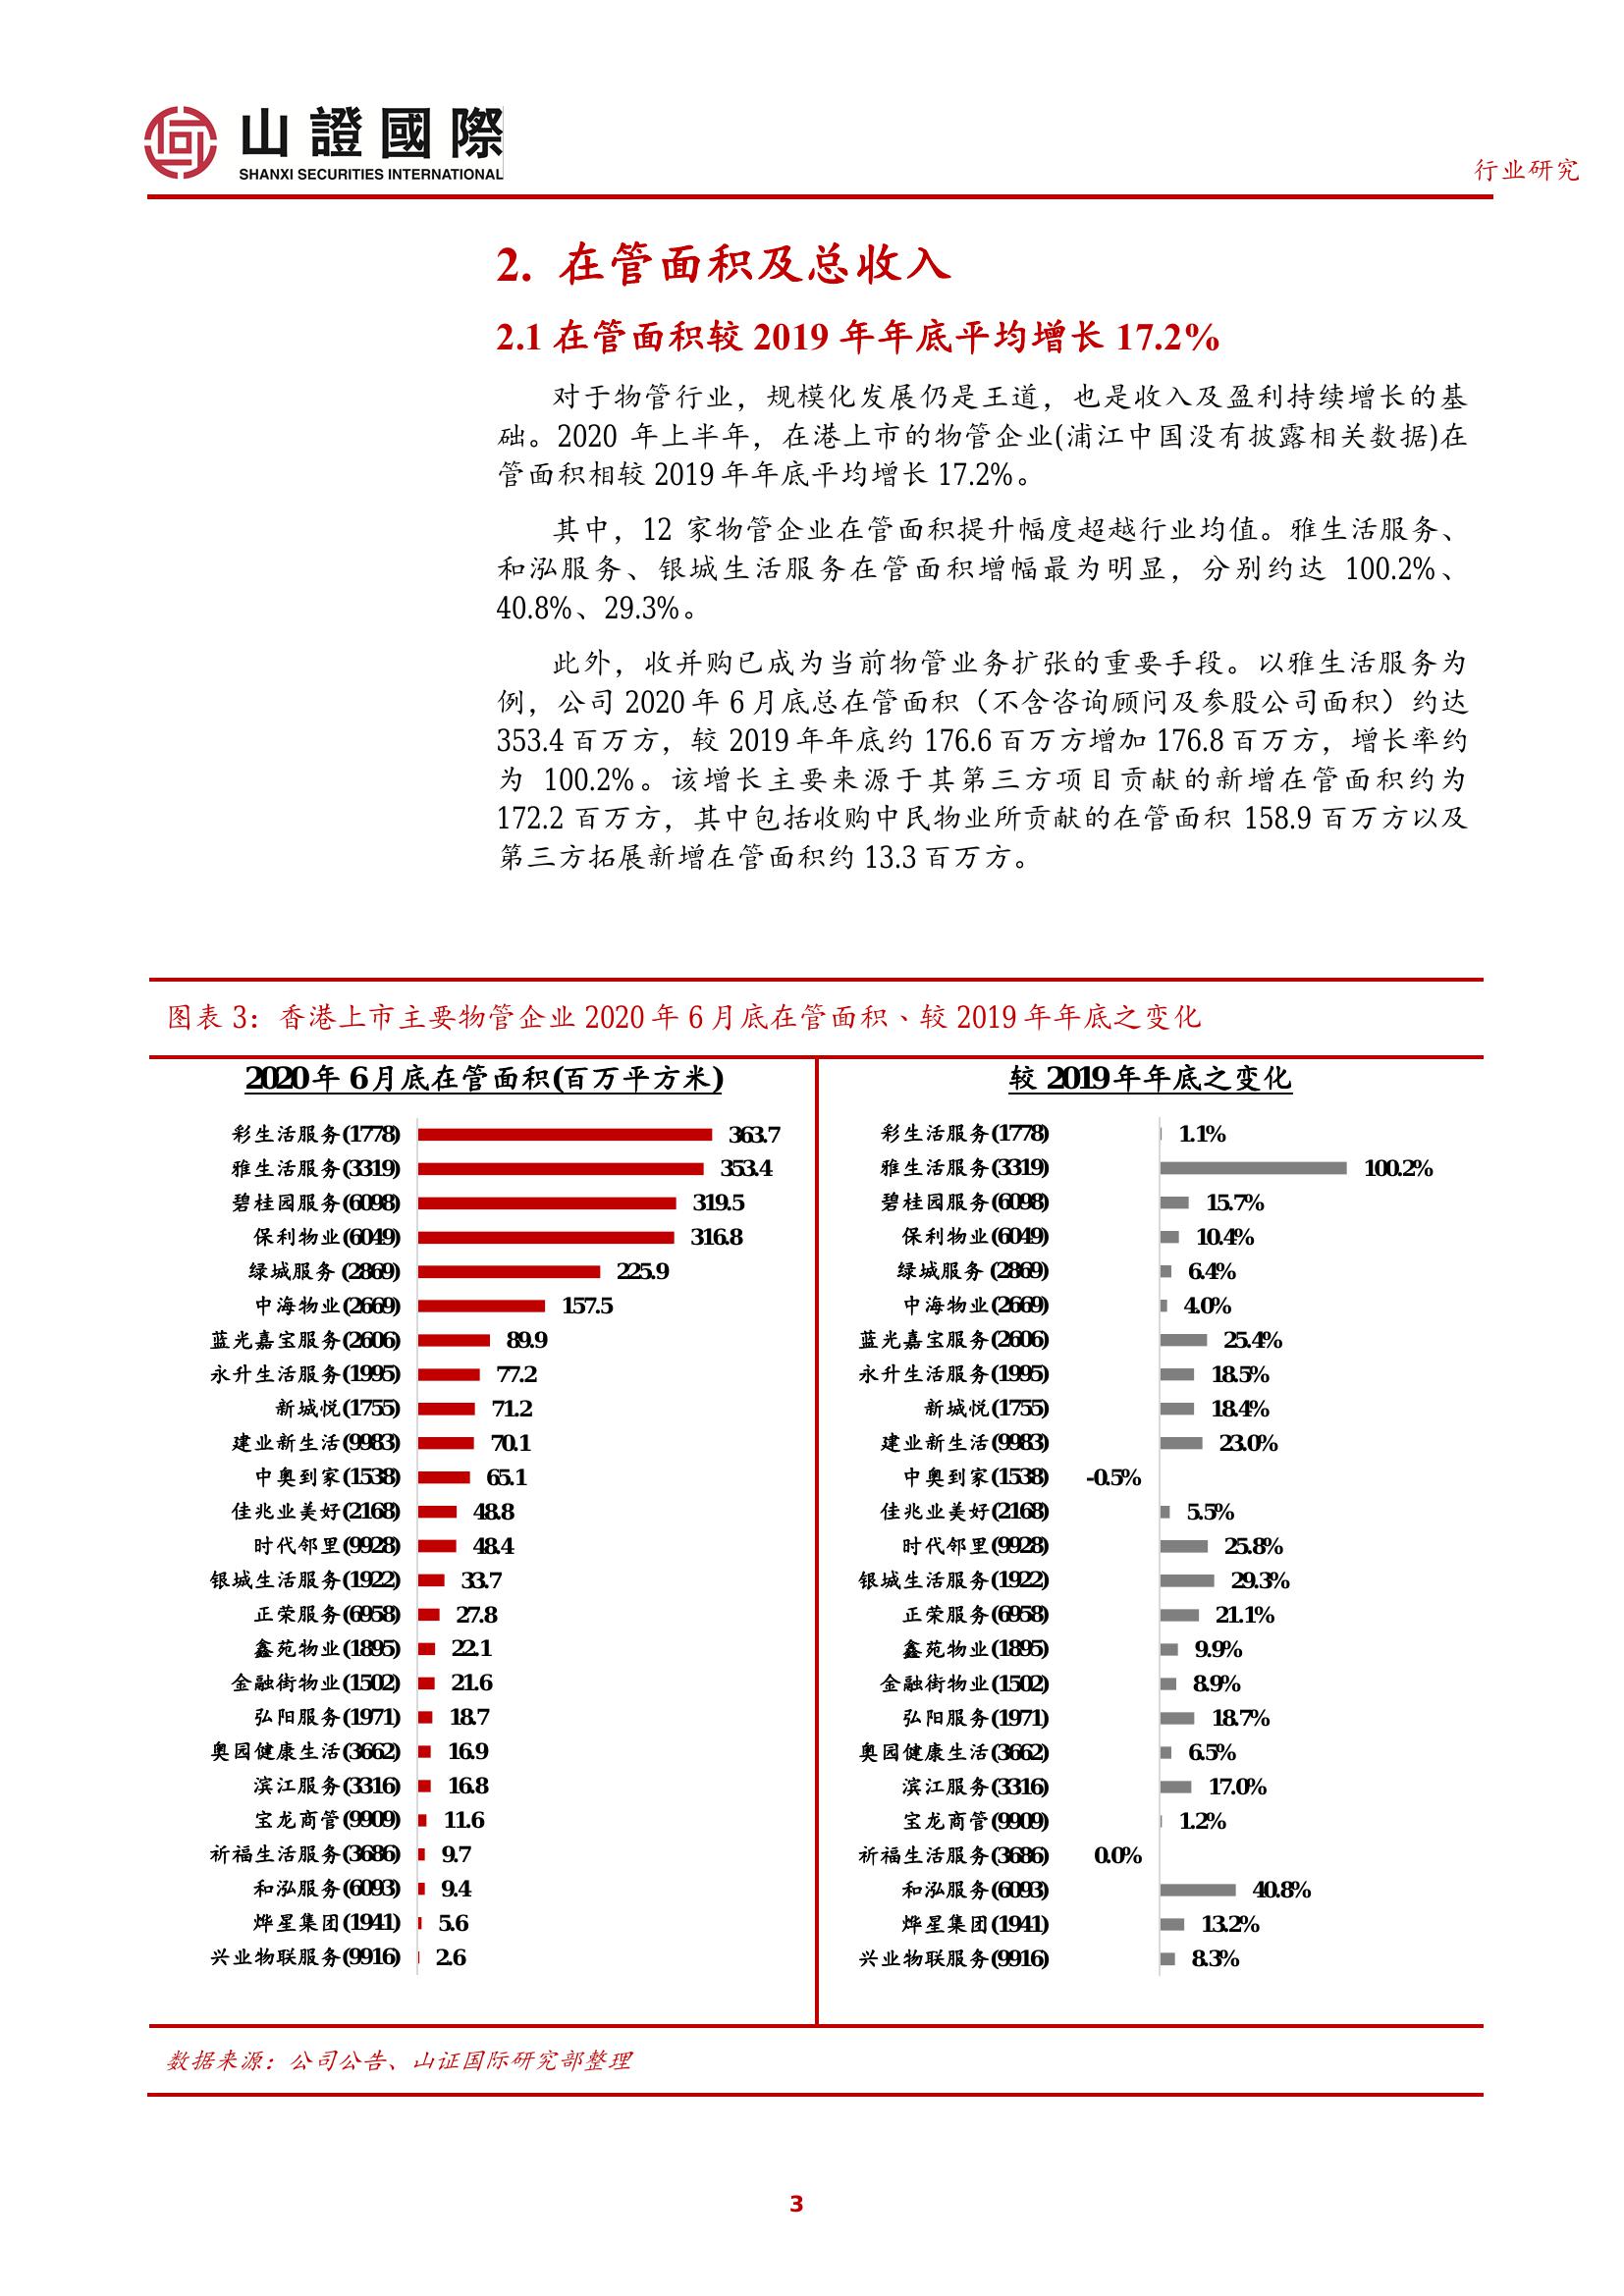 山證國際
SHANXI SECURITIES INTERNATIONAL
行业研究
2. 在管面积及总收入
2.1 在管面积较 2019 年年底平均增长 17.2%
对于物管行业，规模化发展仍是王道，也是收入及盈利持续增长的基
础。2020 年上半年，在港上市的物管企业(浦江中国没有披露相关数据)在
管面积相较 2019 年年底平均增长 17.2%。
其中，12 家物管企业在管面积提升幅度超越行业均值。雅生活服务、
和泓服务、银城生活服务在管面积增幅最为明显，分别约达 100.2%、
40.8%、29.3%。
此外，收并购已成为当前物管业务扩张的重要手段。以雅生活服务为
例，公司 2020 年 6 月底总在管面积（不含咨询顾问及参股公司面积）约达
353.4 百万方，较 2019 年年底约 176.6 百万方增加 176.8 百万方，增长率约
为 100.2%。该增长主要来源于其第三方项目贡献的新增在管面积约为
172.2 百万方，其中包括收购中民物业所贡献的在管面积 158.9 百万方以及
第三方拓展新增在管面积约 13.3 百万方。
图表 3：香港上市主要物管企业 2020 年 6 月底在管面积、较 2019 年年底之变化
2020年 6月底在管面积(百万平方米)
彩生活服务(1778) 363.7
雅生活服务(3319) 353.4
碧桂园服务(6098) 319.5
保利物业(6049) 316.8
绿城服务 (2869) 225.9
中海物业(2669) 157.5
蓝光嘉宝服务(2606) 89.9
永升生活服务(1995) 77.2
新城悦(1755) 71.2
建业新生活(9983) 70.1
中奥到家(1538) 65.1
佳兆业美好(2168) 48.8
时代邻里(9928) 48.4
银城生活服务(1922) 33.7
正荣服务(6958) 27.8
鑫苑物业(1895) 22.1
金融街物业(1502) 21.6
弘阳服务(1971) 18.7
奥园健康生活(3662) 16.9
滨江服务(3316) 16.8
宝龙商管(9909) 11.6
祈福生活服务(3686) 9.7
和泓服务(6093) 9.4
烨星集团(1941) 5.6
兴业物联服务(9916) 2.6
较 2019年年底之变化
彩生活服务(1778) 1.1%
雅生活服务(3319) 100.2%
碧桂园服务(6098) 15.7%
保利物业(6049) 10.4%
绿城服务 (2869) 6.4%
中海物业(2669) 4.0%
蓝光嘉宝服务(2606) 25.4%
永升生活服务(1995) 18.5%
新城悦(1755) 18.4%
建业新生活(9983) 23.0%
中奥到家(1538) -0.5%
佳兆业美好(2168) 5.5%
时代邻里(9928) 25.8%
银城生活服务(1922) 29.3%
正荣服务(6958) 21.1%
鑫苑物业(1895) 9.9%
金融街物业(1502) 8.9%
弘阳服务(1971) 18.7%
奥园健康生活(3662) 6.5%
滨江服务(3316) 17.0%
宝龙商管(9909) 1.2%
祈福生活服务(3686) 0.0%
和泓服务(6093) 40.8%
烨星集团(1941) 13.2%
兴业物联服务(9916) 8.3%
数据来源：公司公告、山证国际研究部整理
3